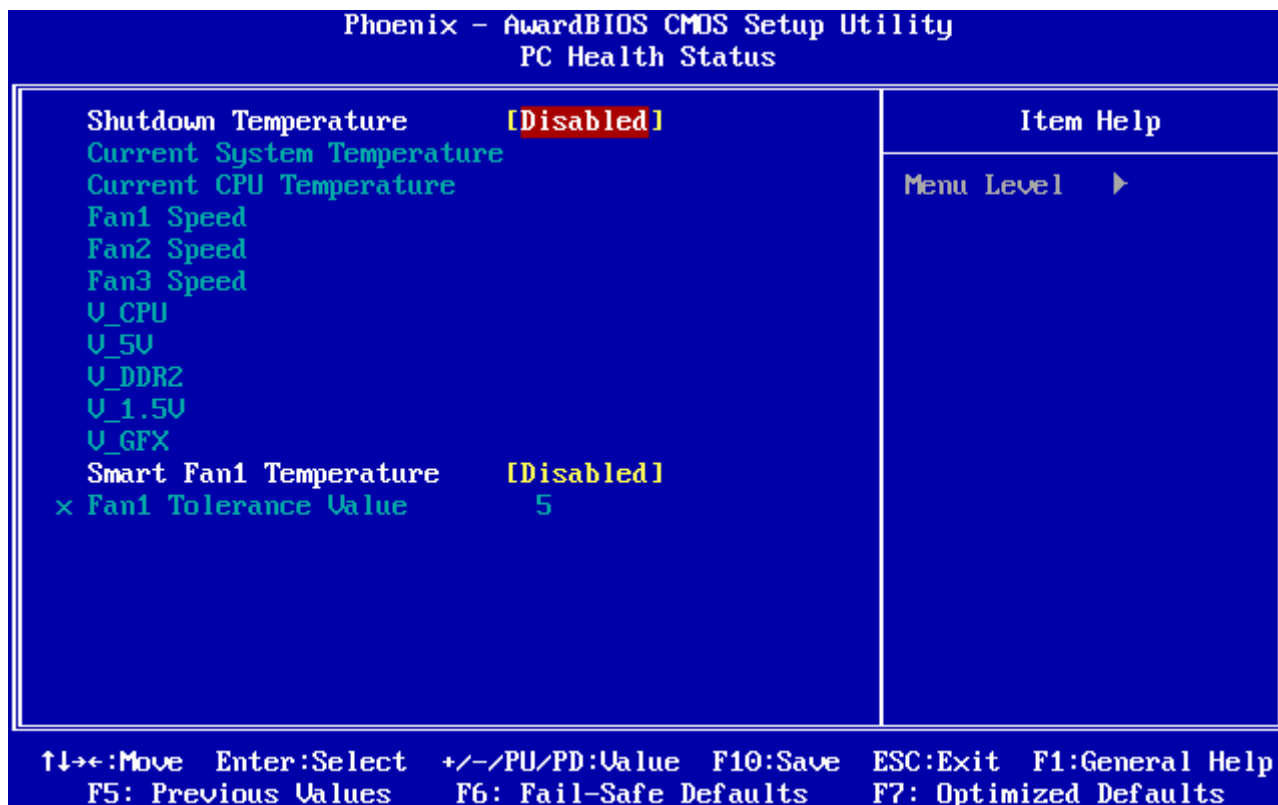 Phoenix - AwardBIOS CMOS Setup Utility
PC Health Status
Shutdown Temperature [Disabled]
Current System Temperature
Current CPU Temperature
Fan1 Speed
Fan2 Speed
Fan3 Speed
V_CPU
V_5V
V_DDR2
V_1.5V
V_GFX
Smart Fan1 Temperature [Disabled]
x Fan1 Tolerance Value 5
Item Help
Menu Level ▶
↑↓→←:Move Enter:Select +/-/PU/PD:Value F10:Save ESC:Exit F1:General Help
F5: Previous Values F6: Fail-Safe Defaults F7: Optimized Defaults